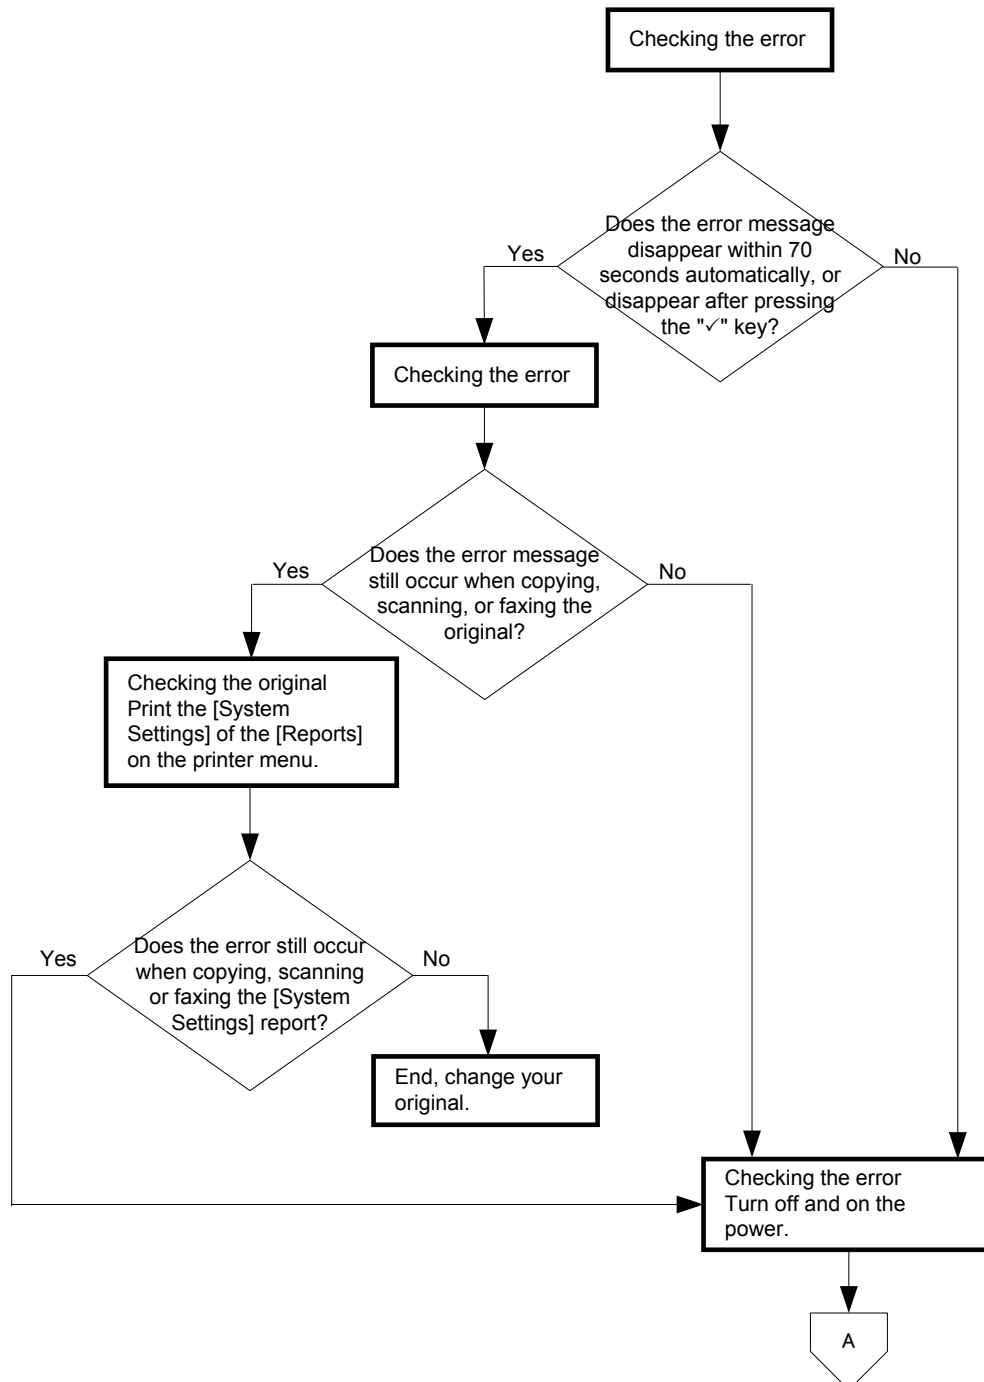 Checking the error
Does the error message
disappear within 70
seconds automatically, or
disappear after pressing
the "✓" key?
Yes
No
Checking the error
Does the error message
still occur when copying,
scanning, or faxing the
original?
Yes
No
Checking the original
Print the [System
Settings] of the [Reports]
on the printer menu.
Does the error still occur
when copying, scanning
or faxing the [System
Settings] report?
Yes
No
End, change your
original.
Checking the error
Turn off and on the
power.
A